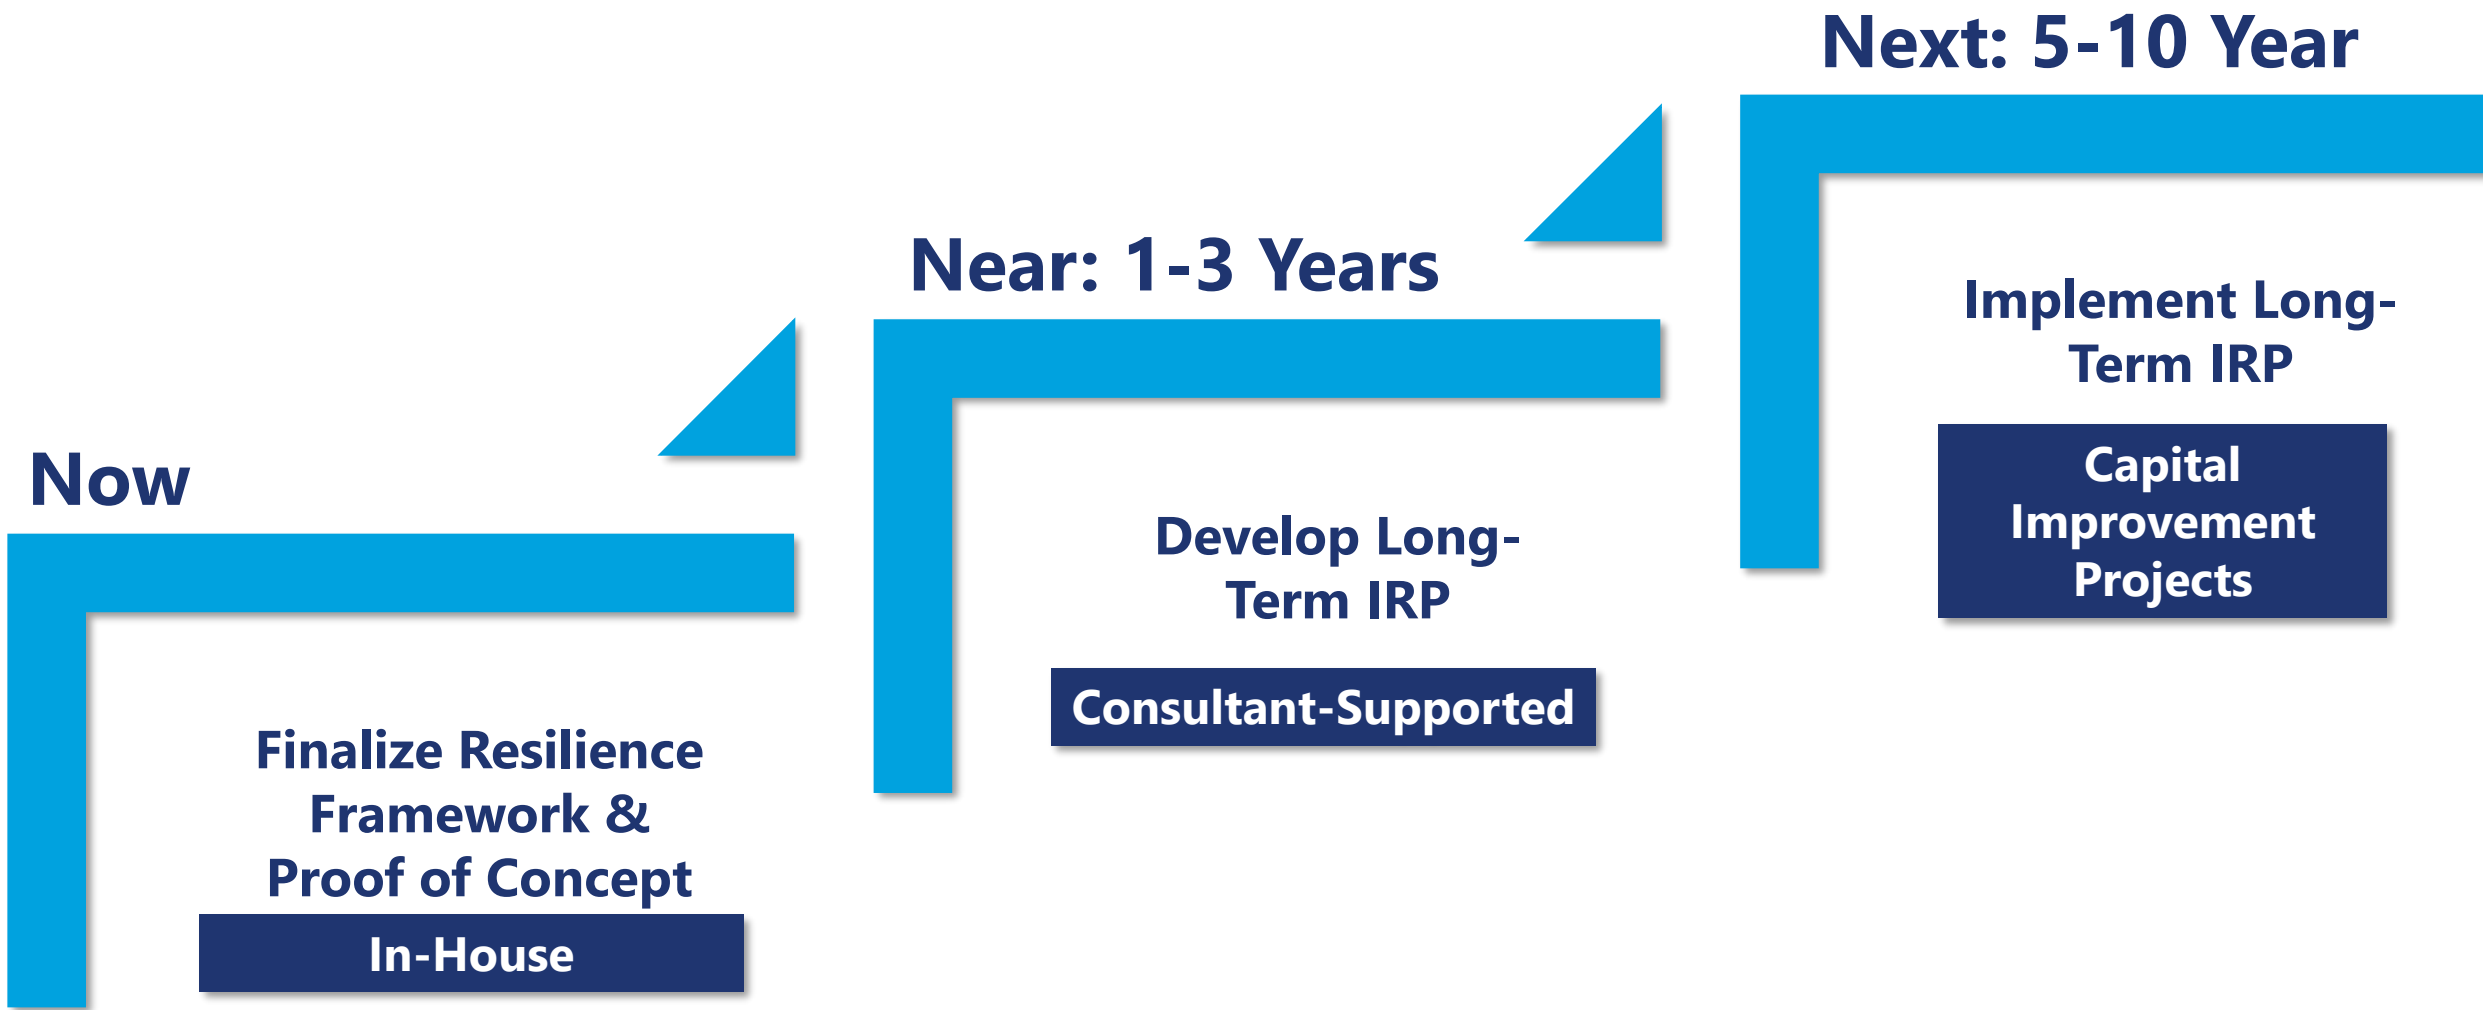 Now
Finalize Resilience
Framework &
Proof of Concept
In-House
Near: 1-3 Years
Develop Long-
Term IRP
Consultant-Supported
Next: 5-10 Year
Implement Long-
Term IRP
Capital
Improvement
Projects